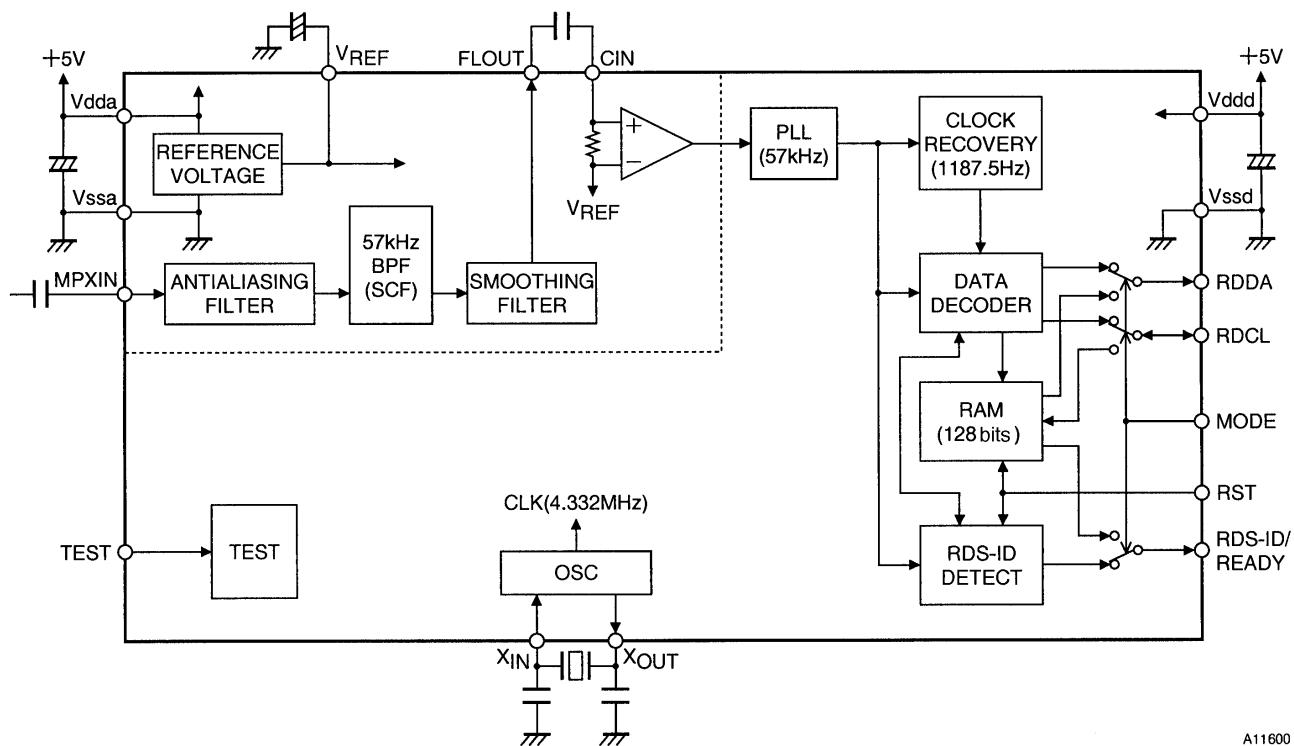 +5V
VREF
FLOUT
CIN
+5V
Vdda
Vddd
REFERENCE
VOLTAGE
+
−
PLL
(57kHz)
CLOCK
RECOVERY
(1187.5Hz)
Vssa
VREF
Vssd
MPXIN
ANTIALIASING
FILTER
57kHz
BPF
(SCF)
SMOOTHING
FILTER
DATA
DECODER
RDDA
RDCL
RAM
(128bits)
MODE
RST
CLK(4.332MHz)
TEST
TEST
OSC
RDS-ID
DETECT
RDS-ID/
READY
XIN
XOUT
A11600